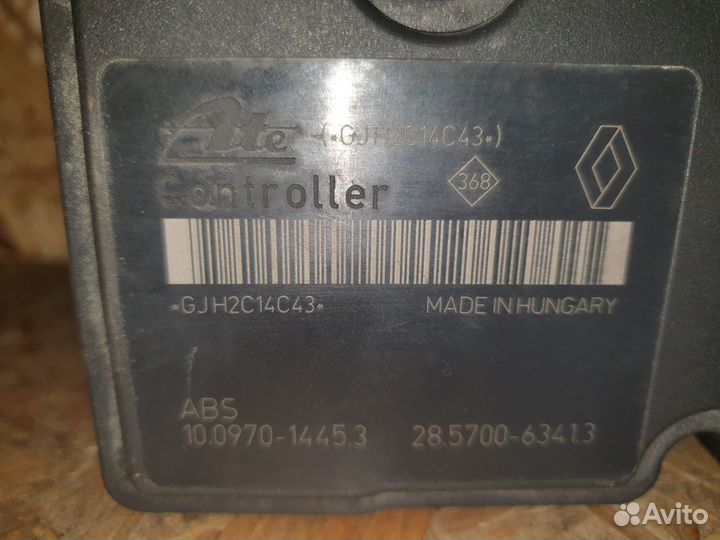 Ate (*GJH2C14C43*)
Controller 368
*GJH2C14C43* MADE IN HUNGARY
ABS
10.0970-1445.3 28.5700-6341.3
Avito